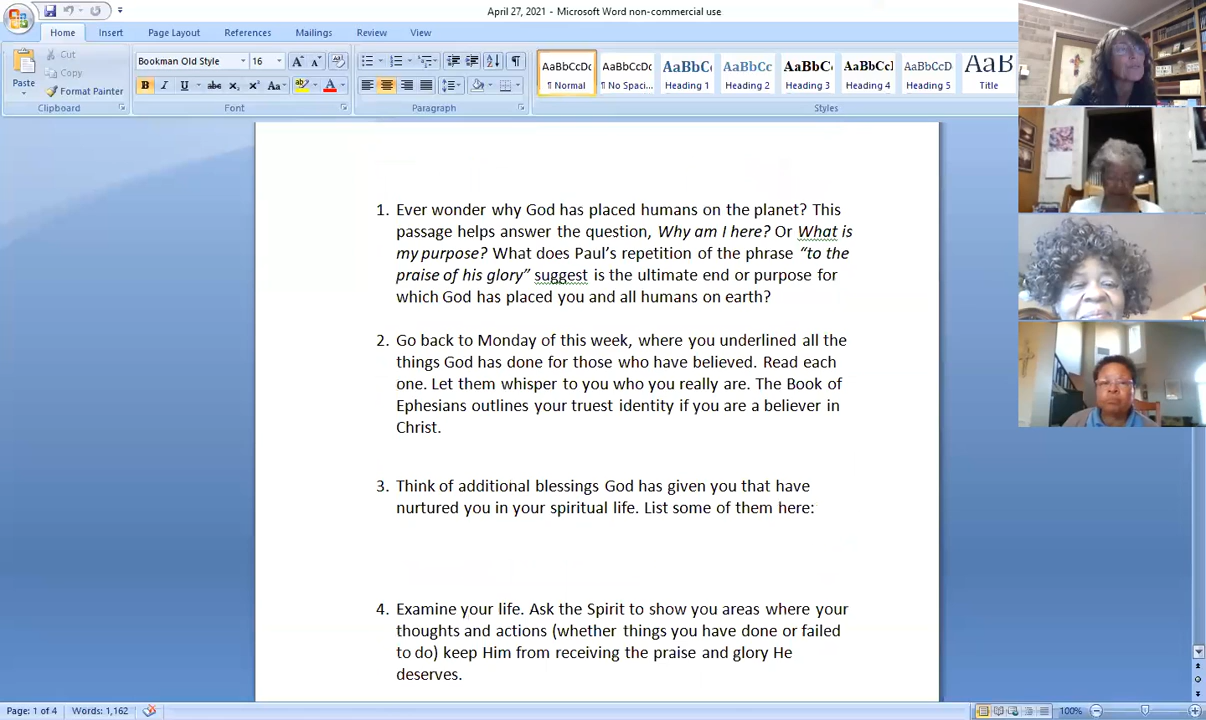 April 27, 2021 - Microsoft Word non-commercial use
Home Insert Page Layout References Mailings Review View
Paste
Cut
Copy
Format Painter
Clipboard
Bookman Old Style 16
B I U abc x₂ x² Aa
Font
Paragraph
AaBbCcDc AaBbCcDc AaBbC AaBbCc AaBbC AaBbCcI AaBbCcD AaB
¶ Normal ¶ No Spaci... Heading 1 Heading 2 Heading 3 Heading 4 Heading 5 Title
Styles
1. Ever wonder why God has placed humans on the planet? This
passage helps answer the question, Why am I here? Or What is
my purpose? What does Paul’s repetition of the phrase “to the
praise of his glory” suggest is the ultimate end or purpose for
which God has placed you and all humans on earth?
2. Go back to Monday of this week, where you underlined all the
things God has done for those who have believed. Read each
one. Let them whisper to you who you really are. The Book of
Ephesians outlines your truest identity if you are a believer in
Christ.
3. Think of additional blessings God has given you that have
nurtured you in your spiritual life. List some of them here:
4. Examine your life. Ask the Spirit to show you areas where your
thoughts and actions (whether things you have done or failed
to do) keep Him from receiving the praise and glory He
deserves.
Page: 1 of 4 Words: 1,162 100%